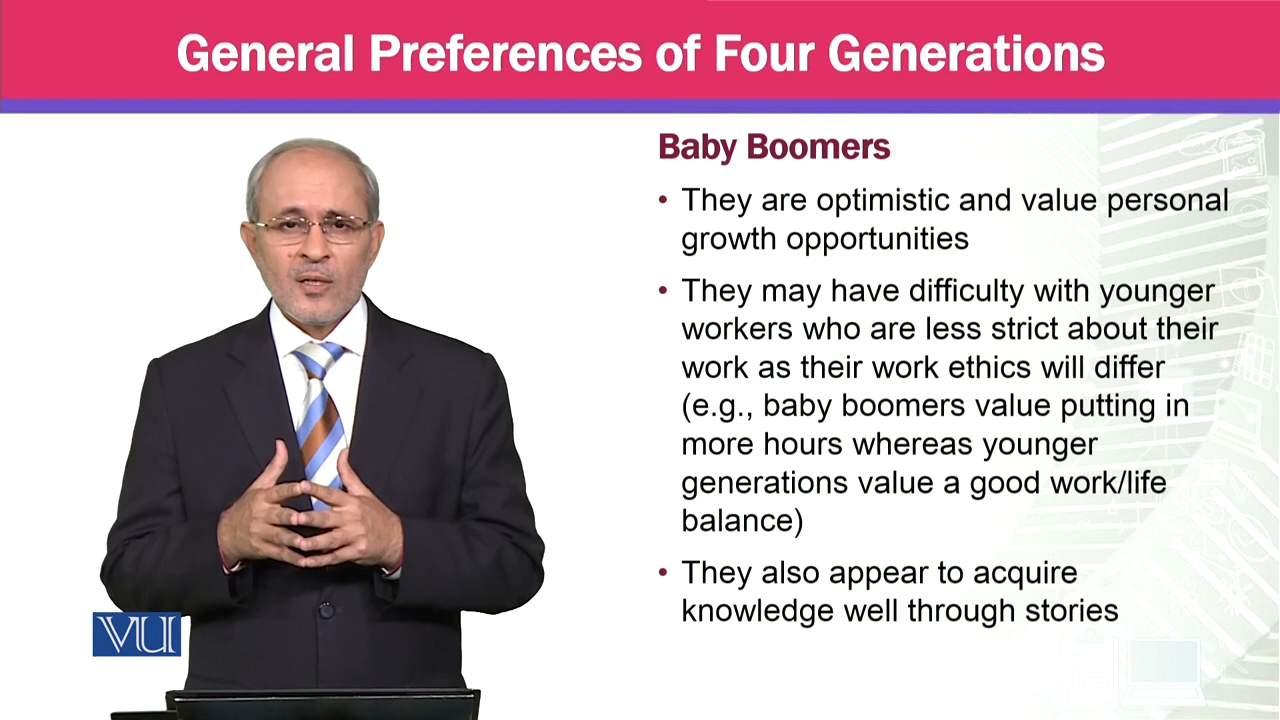 General Preferences of Four Generations
Baby Boomers
• They are optimistic and value personal
growth opportunities
• They may have difficulty with younger
workers who are less strict about their
work as their work ethics will differ
(e.g., baby boomers value putting in
more hours whereas younger
generations value a good work/life
balance)
• They also appear to acquire
knowledge well through stories
VU